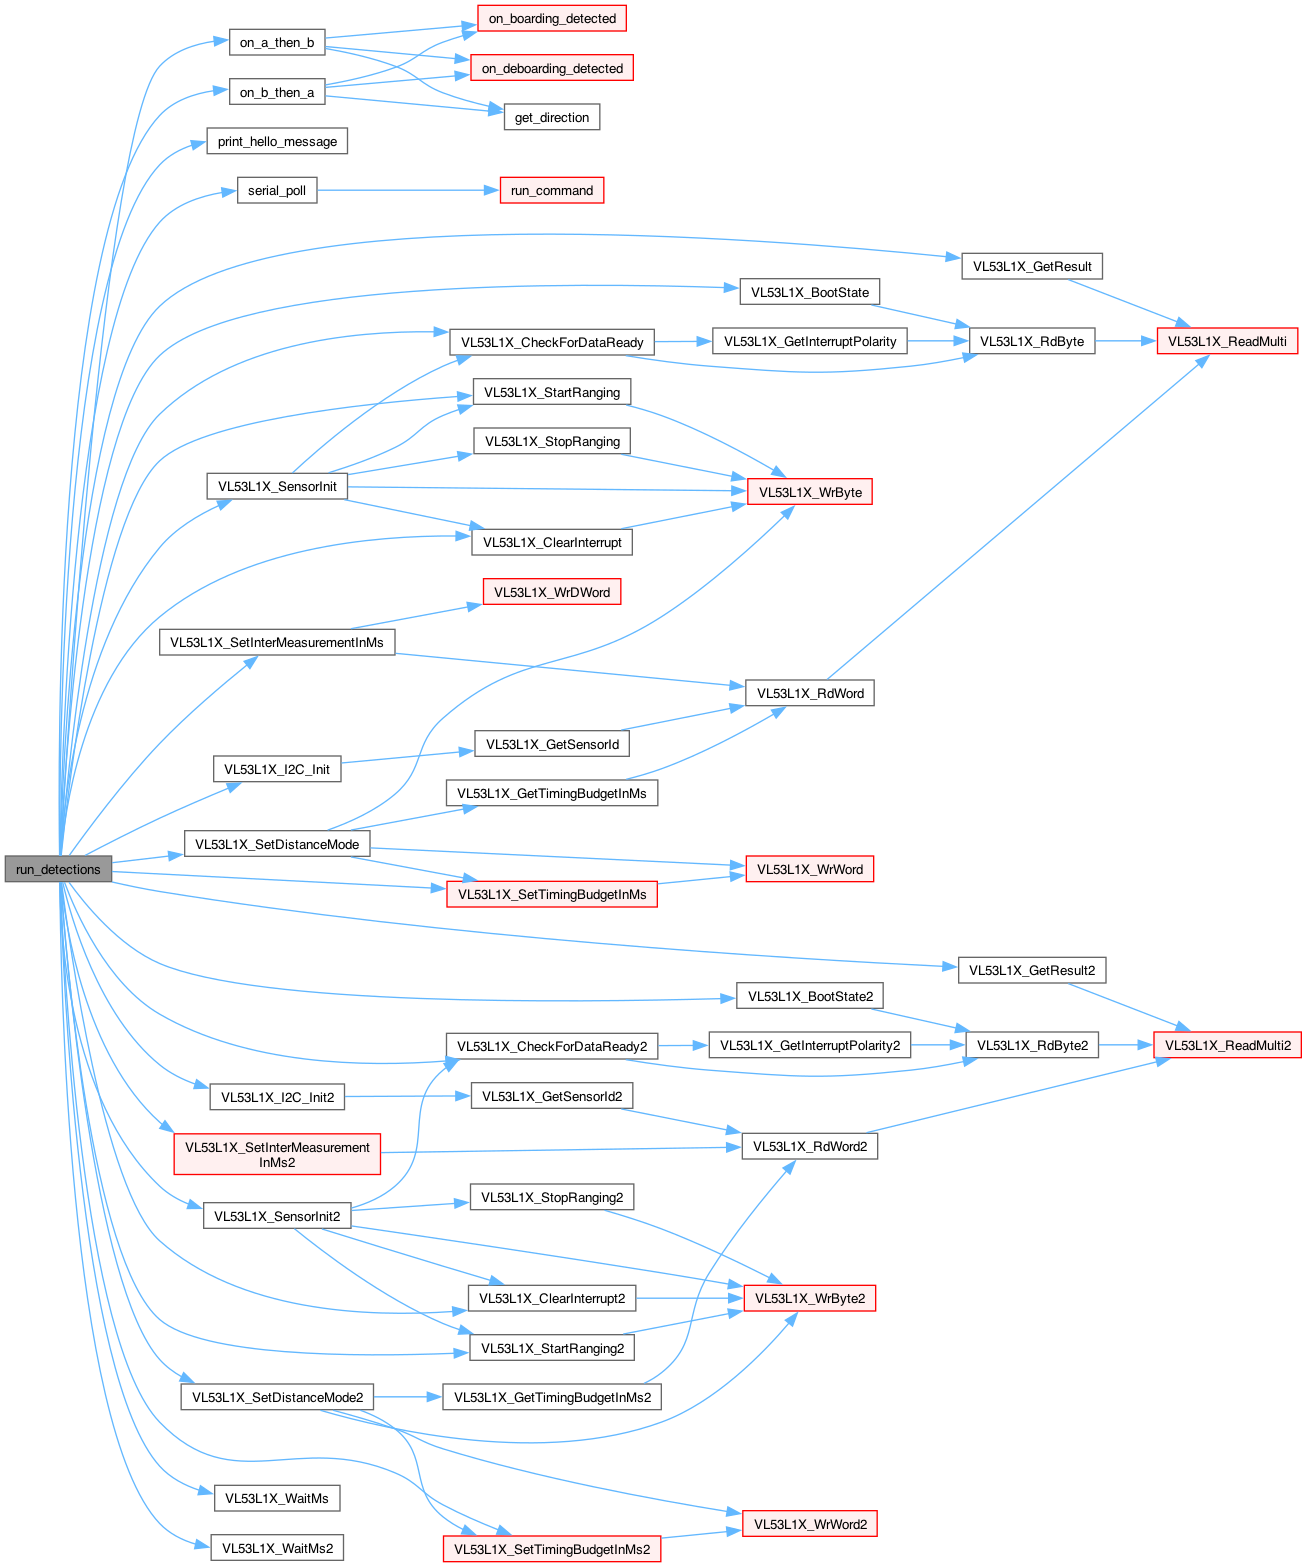 on_boarding_detected
on_a_then_b
on_deboarding_detected
on_b_then_a
get_direction
print_hello_message
serial_poll
run_command
VL53L1X_GetResult
VL53L1X_BootState
VL53L1X_CheckForDataReady
VL53L1X_GetInterruptPolarity
VL53L1X_RdByte
VL53L1X_ReadMulti
VL53L1X_StartRanging
VL53L1X_StopRanging
VL53L1X_SensorInit
VL53L1X_WrByte
VL53L1X_ClearInterrupt
VL53L1X_WrDWord
VL53L1X_SetInterMeasurementInMs
VL53L1X_RdWord
VL53L1X_GetSensorId
VL53L1X_I2C_Init
VL53L1X_GetTimingBudgetInMs
VL53L1X_SetDistanceMode
run_detections
VL53L1X_WrWord
VL53L1X_SetTimingBudgetInMs
VL53L1X_GetResult2
VL53L1X_BootState2
VL53L1X_CheckForDataReady2
VL53L1X_GetInterruptPolarity2
VL53L1X_RdByte2
VL53L1X_ReadMulti2
VL53L1X_I2C_Init2
VL53L1X_GetSensorId2
VL53L1X_SetInterMeasurement
InMs2
VL53L1X_RdWord2
VL53L1X_StopRanging2
VL53L1X_SensorInit2
VL53L1X_ClearInterrupt2
VL53L1X_WrByte2
VL53L1X_StartRanging2
VL53L1X_SetDistanceMode2
VL53L1X_GetTimingBudgetInMs2
VL53L1X_WaitMs
VL53L1X_WrWord2
VL53L1X_WaitMs2
VL53L1X_SetTimingBudgetInMs2